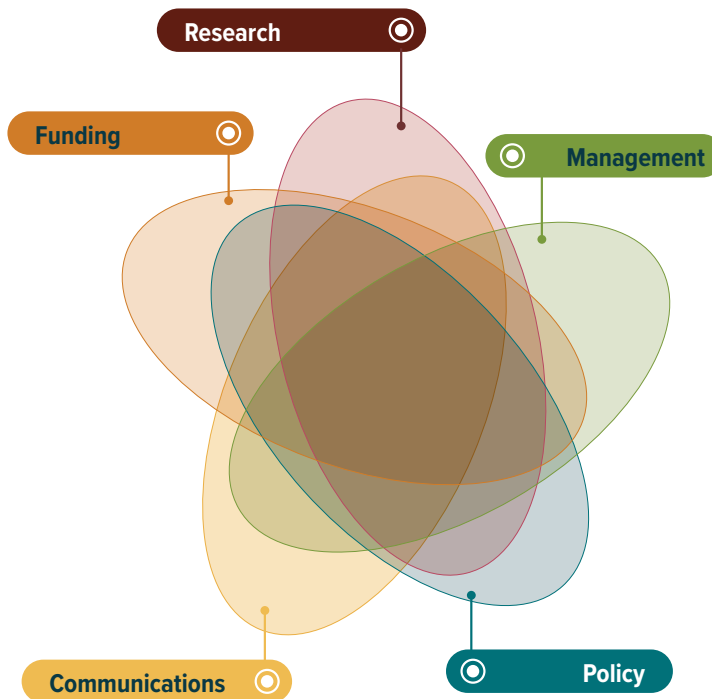 Research
Funding
Management
Communications
Policy